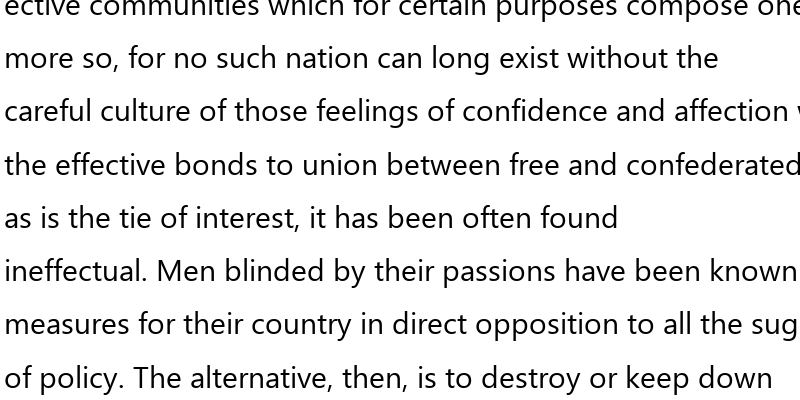 ective communities which for certain purposes compose one
more so, for no such nation can long exist without the
careful culture of those feelings of confidence and affection
the effective bonds to union between free and confederated
as is the tie of interest, it has been often found
ineffectual. Men blinded by their passions have been known
measures for their country in direct opposition to all the sug
of policy. The alternative, then, is to destroy or keep down